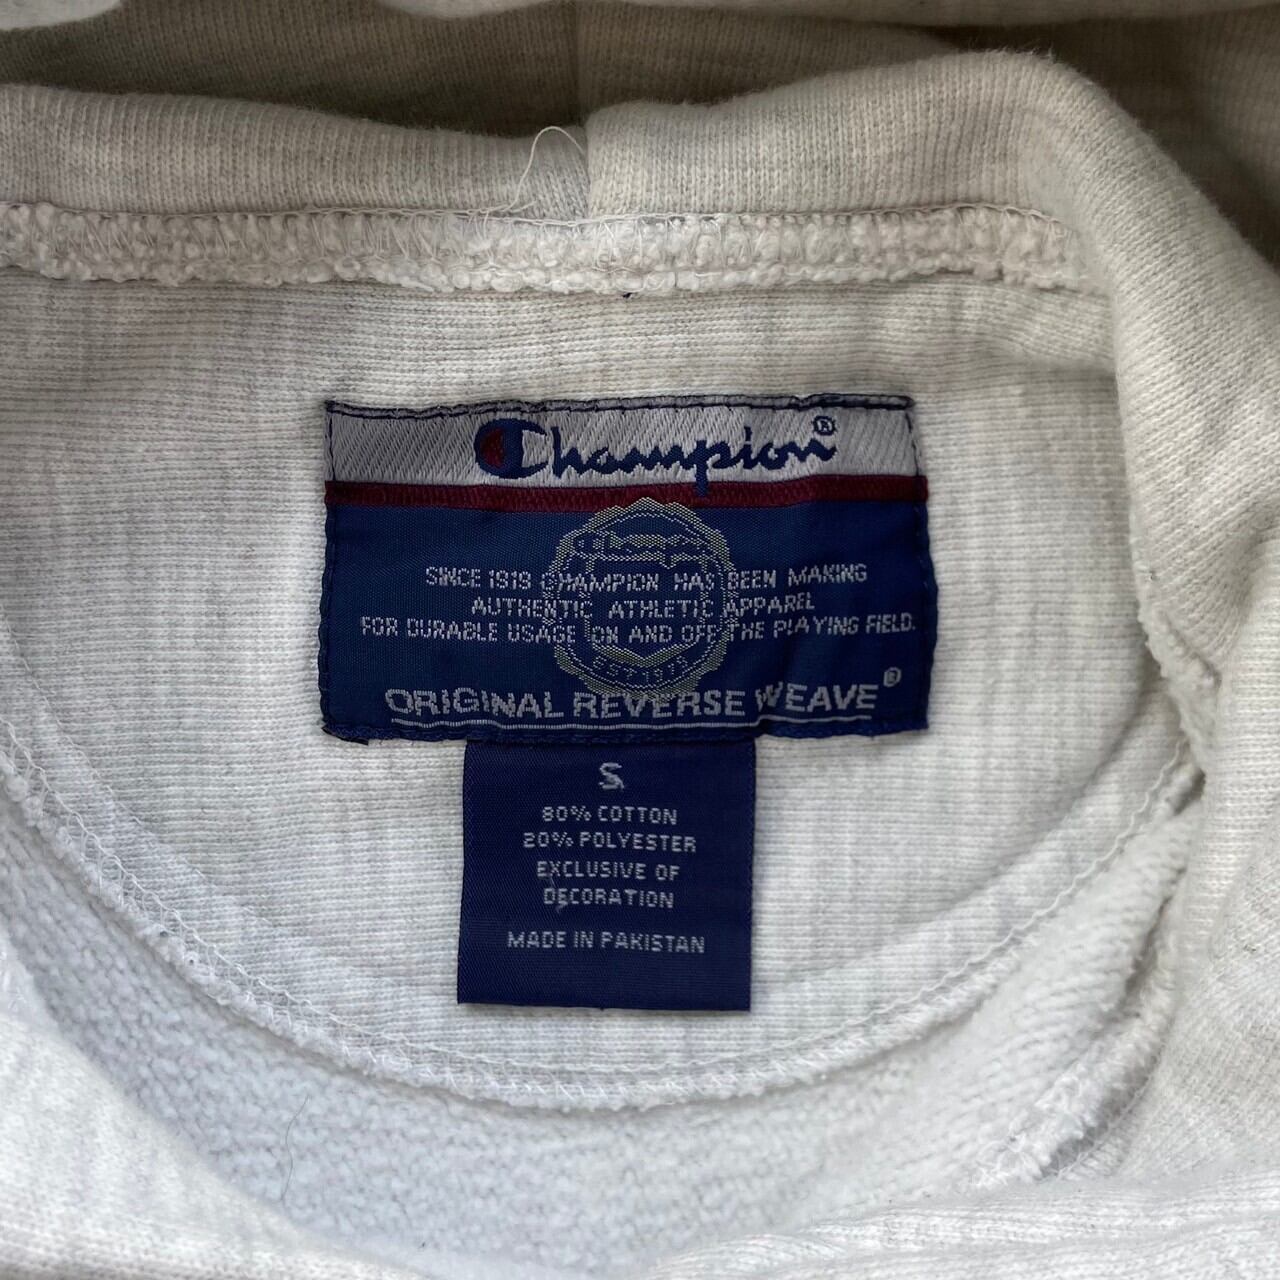 Champion®
SINCE 1919 CHAMPION HAS BEEN MAKING
AUTHENTIC ATHLETIC APPAREL
FOR DURABLE USAGE ON AND OFF THE PLAYING FIELD.
ORIGINAL REVERSE WEAVE®
S
80% COTTON
20% POLYESTER
EXCLUSIVE OF
DECORATION
MADE IN PAKISTAN